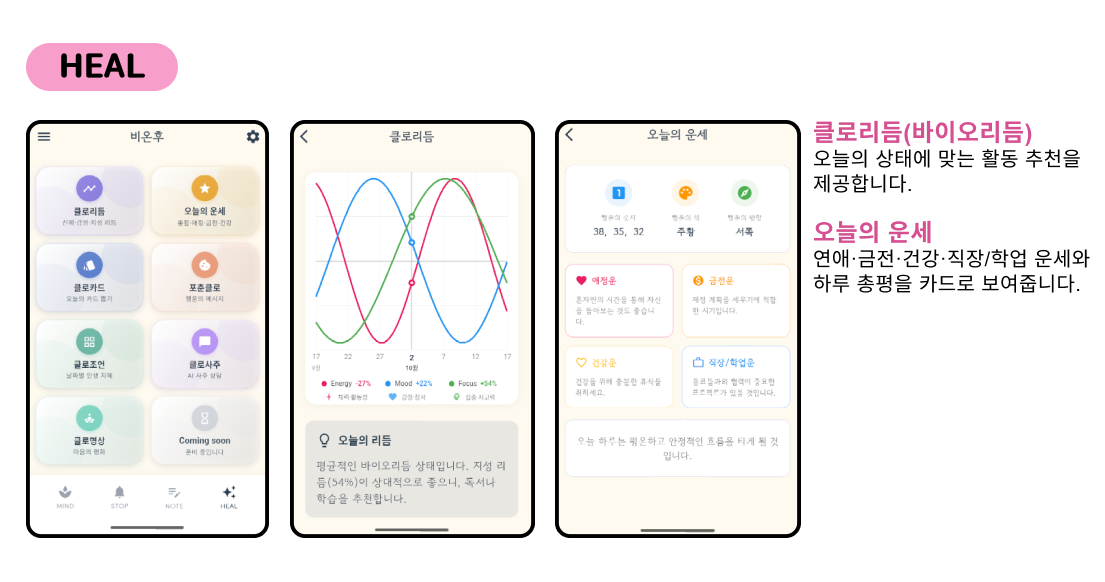 HEAL
비온후
클로리듬
신체·감정·지성 리듬
오늘의 운세
종합·애정·금전·건강
클로카드
오늘의 카드 뽑기
포춘클로
행운의 메시지
클로조언
날짜별 인생 지혜
클로사주
AI 사주 상담
클로명상
마음의 평화
Coming soon
준비 중입니다
MIND
STOP
NOTE
HEAL
클로리듬
17
22
27
2
7
12
17
9월
10월
Energy -27%
Mood +22%
Focus +54%
체력·활동성
감정·정서
집중·사고력
오늘의 리듬
평균적인 바이오리듬 상태입니다. 지성 리
듬(54%)이 상대적으로 좋으니, 독서나
학습을 추천합니다.
오늘의 운세
행운의 숫자
38, 35, 32
행운의 색
주황
행운의 방향
서쪽
애정운
혼자만의 시간을 통해 자신
을 돌아보는 것도 좋습니
다.
금전운
재정 계획을 세우기에 적합
한 시기입니다.
건강운
건강을 위해 충분한 휴식을
취하세요.
직장/학업운
동료들과의 협력이 중요한
프로젝트가 있을 것입니다.
오늘 하루는 평온하고 안정적인 흐름을 타게 될 것
입니다.
클로리듬(바이오리듬)
오늘의 상태에 맞는 활동 추천을
제공합니다.
오늘의 운세
연애·금전·건강·직장/학업 운세와
하루 총평을 카드로 보여줍니다.